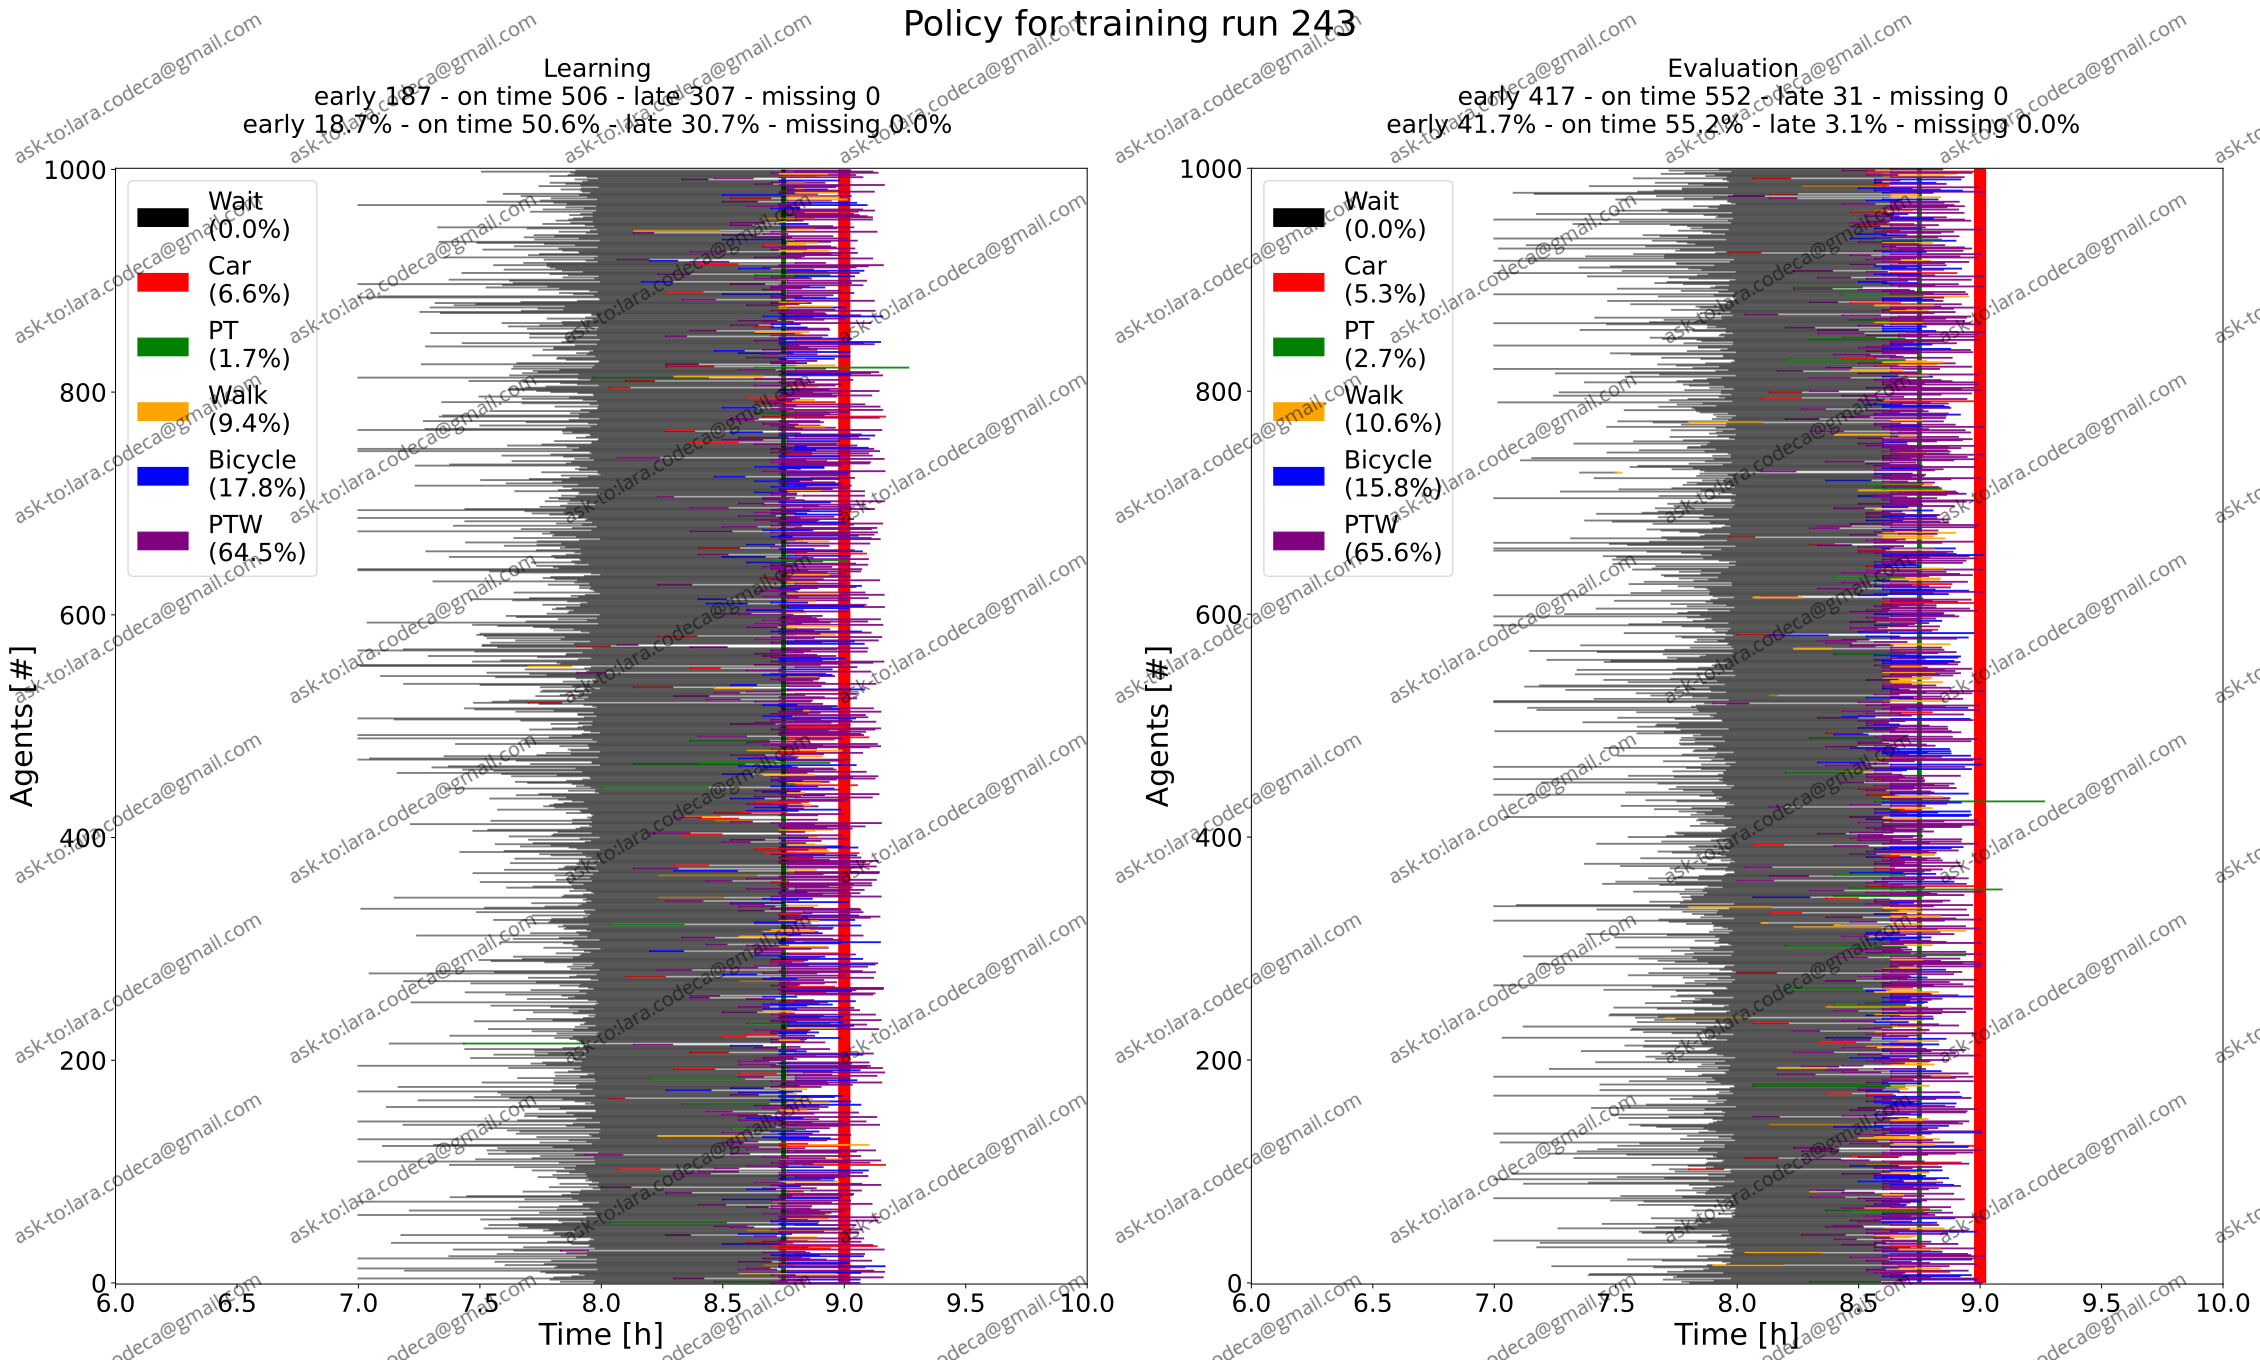 Policy for training run 243
Learning
early 187 - on time 506 - late 307 - missing 0
early 18.7% - on time 50.6% - late 30.7% - missing 0.0%
1000
800
600
400
200
0
Agents [#]
Wait
(0.0%)
Car
(6.6%)
PT
(1.7%)
Walk
(9.4%)
Bicycle
(17.8%)
PTW
(64.5%)
6.0 6.5 7.0 7.5 8.0 8.5 9.0 9.5 10.0
Time [h]
Evaluation
early 417 - on time 552 - late 31 - missing 0
early 41.7% - on time 55.2% - late 3.1% - missing 0.0%
1000
800
600
400
200
0
Agents [#]
Wait
(0.0%)
Car
(5.3%)
PT
(2.7%)
Walk
(10.6%)
Bicycle
(15.8%)
PTW
(65.6%)
6.0 6.5 7.0 7.5 8.0 8.5 9.0 9.5 10.0
Time [h]
ask-to:lara.codeca@gmail.com